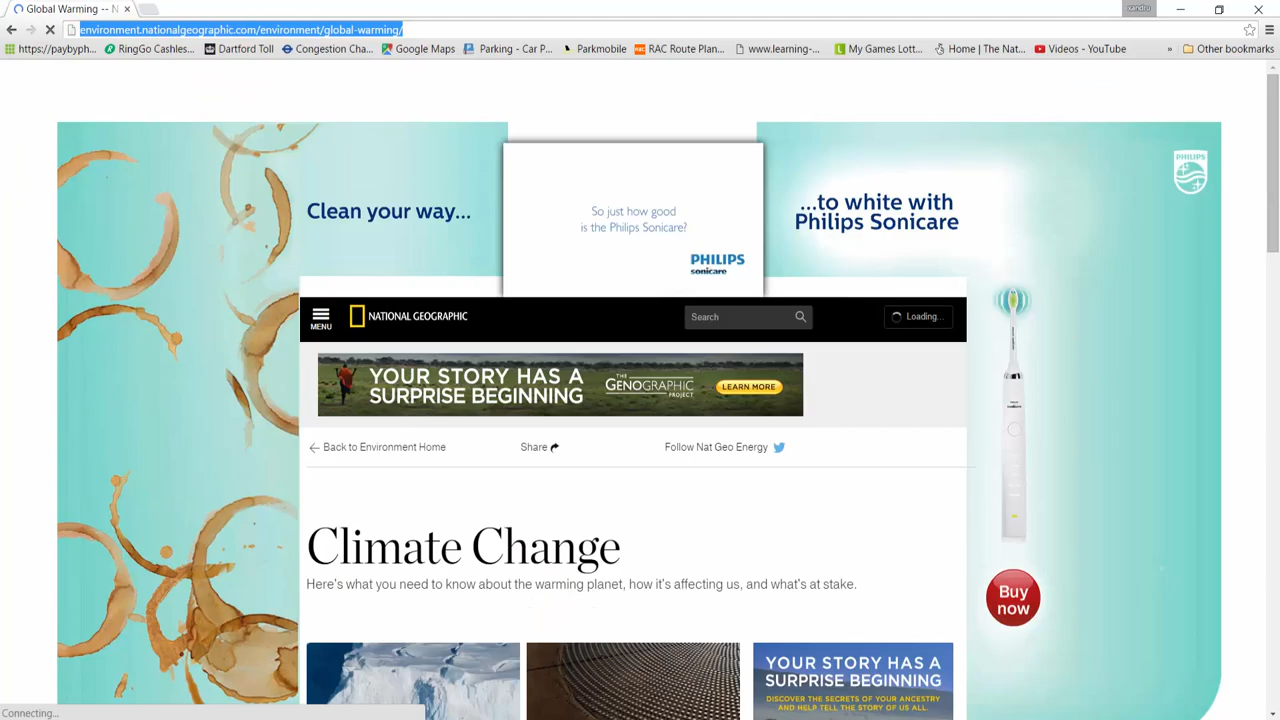 Global Warming -- N
xandru
environment.nationalgeographic.com/environment/global-warming/
https://paybyph...
RingGo Cashles...
Dartford Toll
Congestion Cha...
Google Maps
Parking - Car P...
Parkmobile
RAC Route Plan...
www.learning-...
My Games Lott...
Home | The Nat...
Videos - YouTube
»
Other bookmarks
Clean your way...
So just how good
is the Philips Sonicare?
PHILIPS
sonicare
...to white with
Philips Sonicare
PHILIPS
MENU
NATIONAL GEOGRAPHIC
Search
Loading...
YOUR STORY HAS A
SURPRISE BEGINNING
THE
GENOGRAPHIC
PROJECT
LEARN MORE
Back to Environment Home
Share
Follow Nat Geo Energy
Climate Change
Here's what you need to know about the warming planet, how it's affecting us, and what's at stake.
Buy
now
YOUR STORY HAS A
SURPRISE BEGINNING
DISCOVER THE SECRETS OF YOUR ANCESTRY
AND HELP TELL THE STORY OF US ALL.
Connecting...